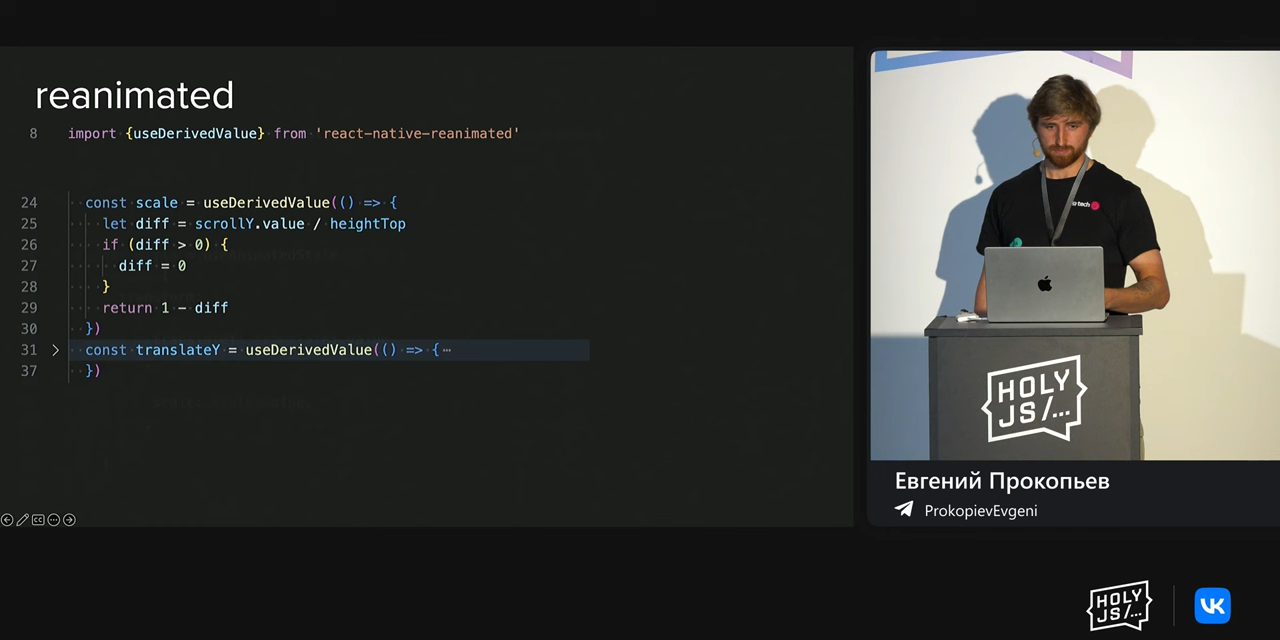 reanimated
8 import {useDerivedValue} from 'react-native-reanimated'
24 const scale = useDerivedValue(() => {
25 let diff = scrollY.value / heightTop
26 if (diff > 0) {
27 diff = 0
28 }
29 return 1 - diff
30 })
31 const translateY = useDerivedValue(() => {⋯
37 })
HOLY
JS/...
Евгений Прокопьев
ProkopievEvgeni
HOLY
JS/...
VK